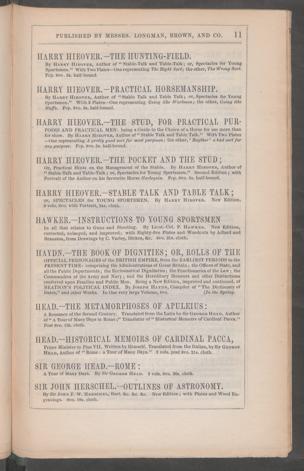 PUBLISHED BY MESSRS. LONGMAN, BROWN, AND CO. 11
HARRY HIEOVER.—THE HUNTING-FIELD.
By HARRY HIEOVER, Author of "Stable-Talk and Table-Talk; or, Spectacles for Young
Sportsmen." With Two Plates—One representing The Right Sort; the other, The Wrong Sort.
Fcp. 8vo. 5s. half-bound.
HARRY HIEOVER.—PRACTICAL HORSEMANSHIP.
By HARRY HIEOVER, Author of "Stable Talk and Table Talk; or, Spectacles for Young
Sportsmen." With 2 Plates—One representing Going like Workmen; the other, Going like
Muffs. Fcp. 8vo. 5s. half-bound.
HARRY HIEOVER.—THE STUD, FOR PRACTICAL PUR-
POSES AND PRACTICAL MEN: being a Guide to the Choice of a Horse for use more than
for show. By HARRY HIEOVER, Author of "Stable Talk and Table Talk." With Two Plates
—One representing A pretty good sort for most purposes; the other, "Rayther" a bad sort for
any purpose. Fcp. 8vo. 5s. half-bound.
HARRY HIEOVER.—THE POCKET AND THE STUD;
Or, Practical Hints on the Management of the Stable. By HARRY HIEOVER, Author of
"Stable-Talk and Table-Talk; or, Spectacles for Young Sportsmen." Second Edition; with
Portrait of the Author on his favourite Horse Harlequin. Fcp. 8vo. 5s. half-bound.
HARRY HIEOVER.—STABLE TALK AND TABLE TALK;
or, SPECTACLES for YOUNG SPORTSMEN. By HARRY HIEOVER. New Edition,
2 vols. 8vo. with Portrait, 24s. cloth.
HAWKER.—INSTRUCTIONS TO YOUNG SPORTSMEN
In all that relates to Guns and Shooting. By Lieut.-Col. P. HAWKER. New Edition,
corrected, enlarged, and improved; with Eighty-five Plates and Woodcuts by Adlard and
Branston, from Drawings by C. Varley, Dickes, &c. 8vo. 21s. cloth.
HAYDN.—THE BOOK OF DIGNITIES; OR, ROLLS OF THE
OFFICIAL PERSONAGES of the BRITISH EMPIRE, from the EARLIEST PERIODS to the
PRESENT TIME: comprising the Administrations of Great Britain; the Offices of State, and
all the Public Departments; the Ecclesiastical Dignitaries; the Functionaries of the Law; the
Commanders of the Army and Navy; and the Hereditary Honours and other Distinctions
conferred upon Families and Public Men. Being a New Edition, improved and continued, of
BEATSON'S POLITICAL INDEX. By JOSEPH HAYDN, Compiler of "The Dictionary of
Dates," and other Works. In One very large Volume, 8vo. [In the Spring.
HEAD.—THE METAMORPHOSES OF APULEIUS:
A Romance of the Second Century. Translated from the Latin by Sir GEORGE HEAD, Author
of "A Tour of Many Days in Rome;" Translator of "Historical Memoirs of Cardinal Pacca."
Post 8vo. 12s. cloth.
HEAD.—HISTORICAL MEMOIRS OF CARDINAL PACCA,
Prime Minister to Pius VII. Written by Himself. Translated from the Italian, by Sir GEORGE
HEAD, Author of "Rome: a Tour of Many Days." 2 vols. post 8vo. 21s. cloth.
SIR GEORGE HEAD.—ROME:
A Tour of Many Days. By Sir GEORGE HEAD. 3 vols. 8vo. 36s. cloth.
SIR JOHN HERSCHEL.—OUTLINES OF ASTRONOMY.
By Sir JOHN F. W. HERSCHEL, Bart. &c. &c. &c. New Edition; with Plates and Wood En-
gravings. 8vo. 18s. cloth.